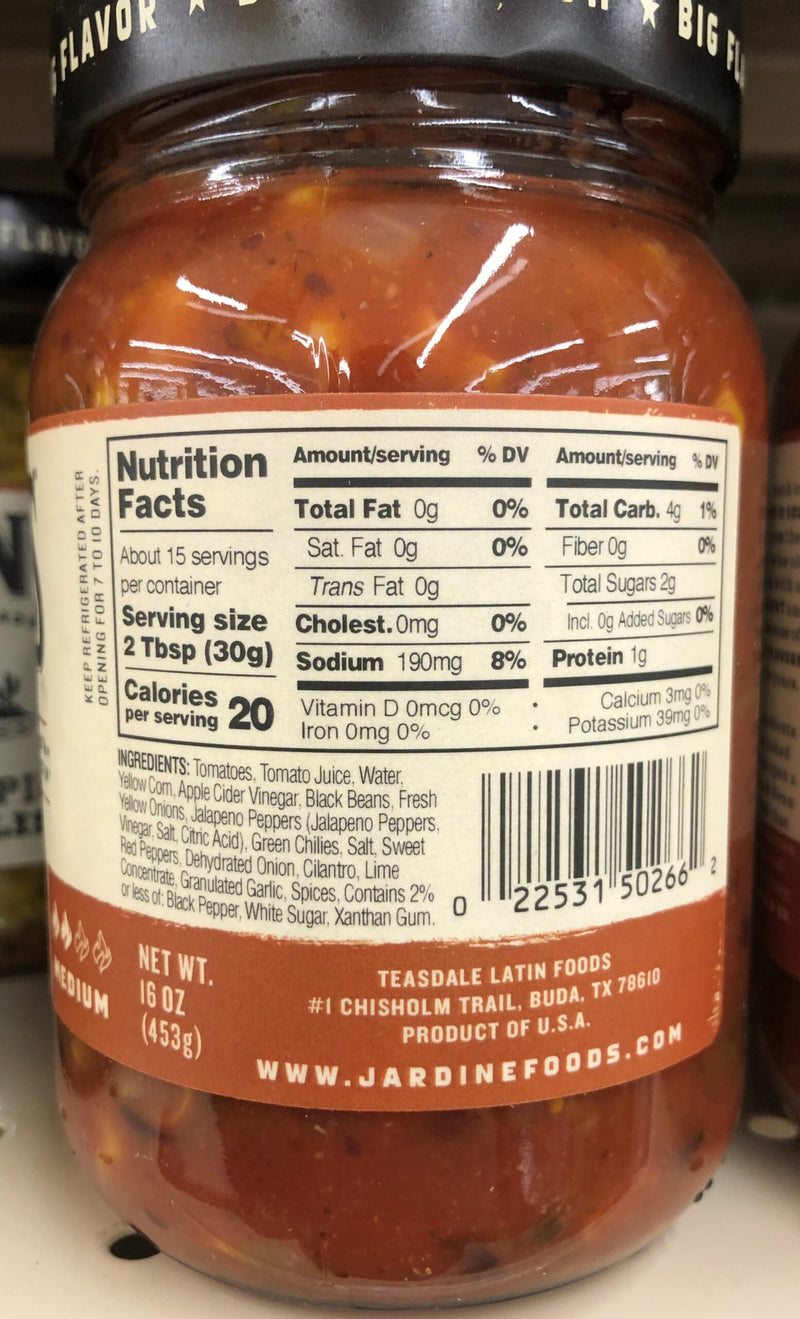 FLAVOR ★
★ BIG FL
FLAV
KEEP REFRIGERATED AFTER
OPENING FOR 7 TO 10 DAYS.
Nutrition
Facts
About 15 servings
per container
Serving size
2 Tbsp (30g)
Calories
per serving 20
Amount/serving % DV
Total Fat 0g 0%
Sat. Fat 0g 0%
Trans Fat 0g
Cholest. 0mg 0%
Sodium 190mg 8%
Amount/serving % DV
Total Carb. 4g 1%
Fiber 0g 0%
Total Sugars 2g
Incl. 0g Added Sugars 0%
Protein 1g
Vitamin D 0mcg 0% • Calcium 3mg 0%
Iron 0mg 0% • Potassium 39mg 0%
INGREDIENTS: Tomatoes, Tomato Juice, Water,
Yellow Corn, Apple Cider Vinegar, Black Beans, Fresh
Yellow Onions, Jalapeno Peppers (Jalapeno Peppers,
Vinegar, Salt, Citric Acid), Green Chilies, Salt, Sweet
Red Peppers, Dehydrated Onion, Cilantro, Lime
Concentrate, Granulated Garlic, Spices, Contains 2%
or less of: Black Pepper, White Sugar, Xanthan Gum.
0 22531 50266 2
MEDIUM
NET WT.
16 OZ
(453g)
TEASDALE LATIN FOODS
#1 CHISHOLM TRAIL, BUDA, TX 78610
PRODUCT OF U.S.A.
WWW.JARDINEFOODS.COM